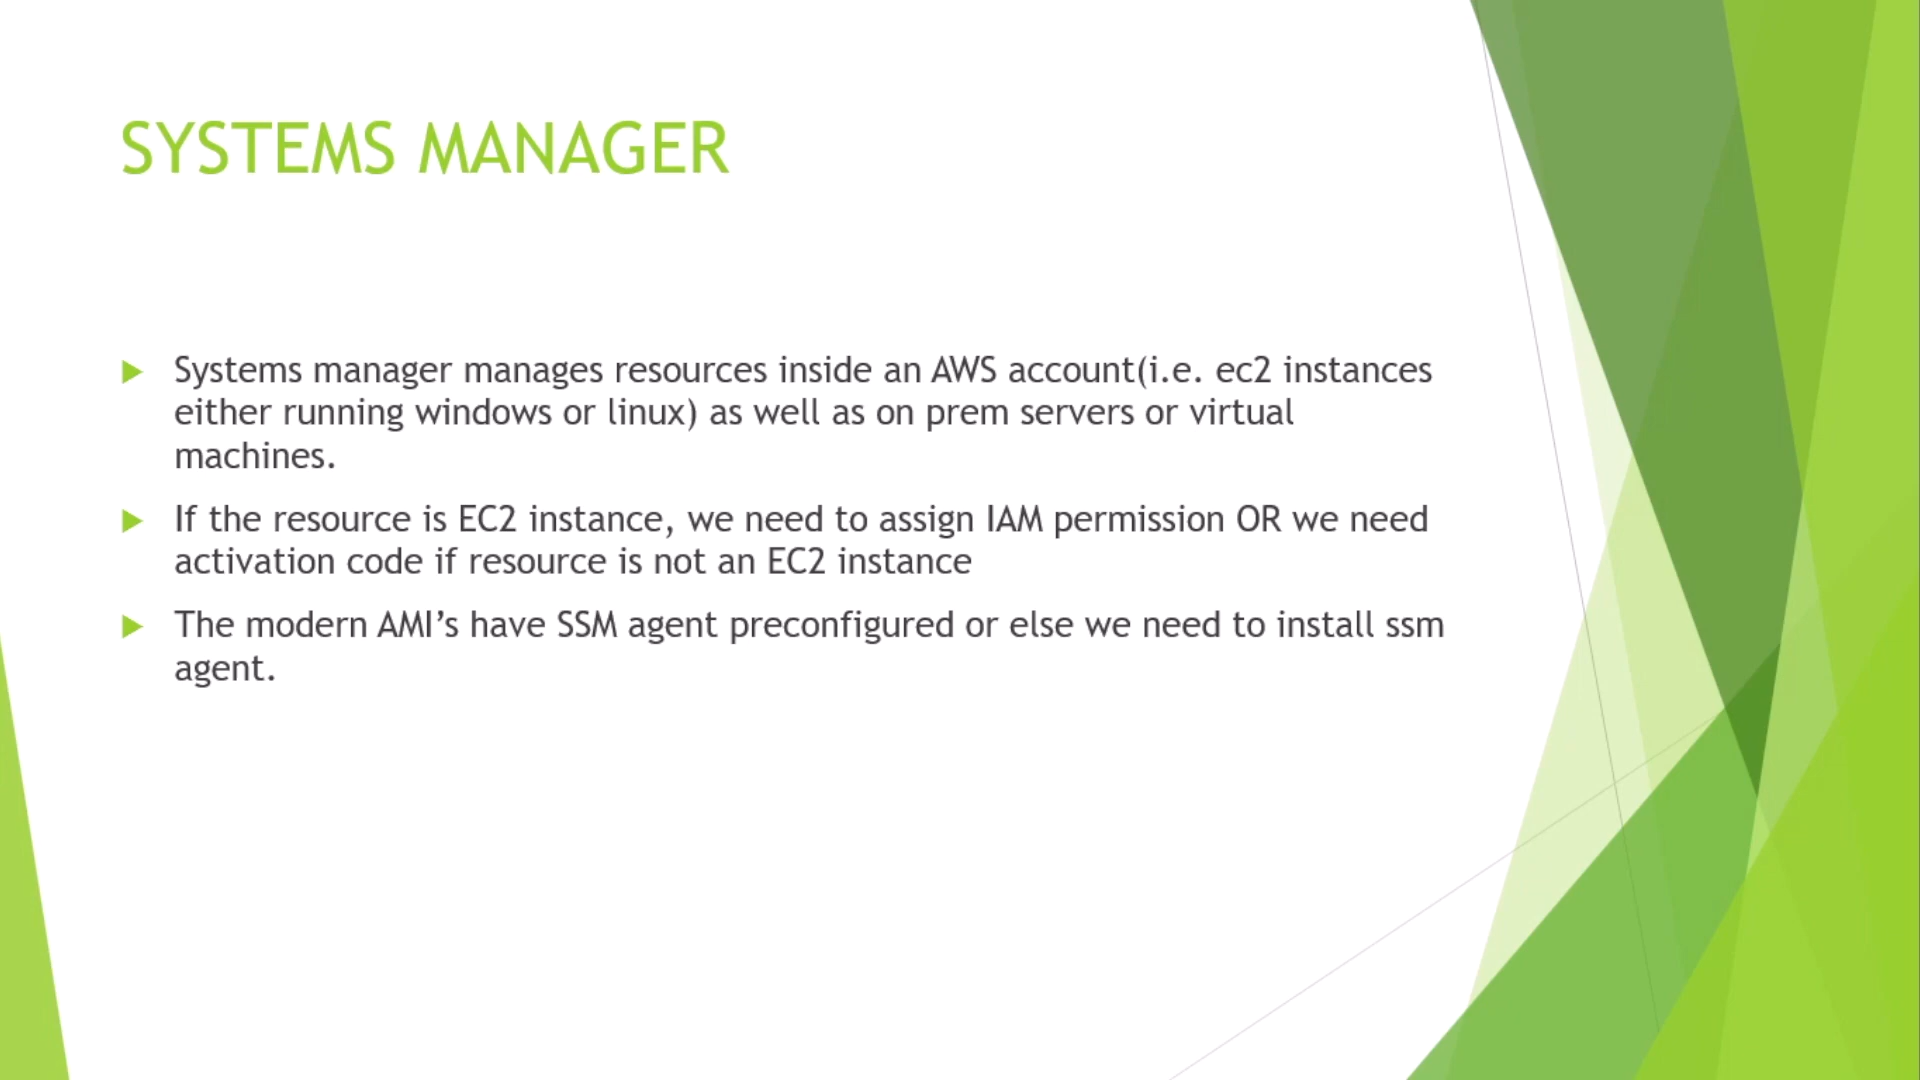 SYSTEMS MANAGER
Systems manager manages resources inside an AWS account(i.e. ec2 instances
either running windows or linux) as well as on prem servers or virtual
machines.
If the resource is EC2 instance, we need to assign IAM permission OR we need
activation code if resource is not an EC2 instance
The modern AMI’s have SSM agent preconfigured or else we need to install ssm
agent.